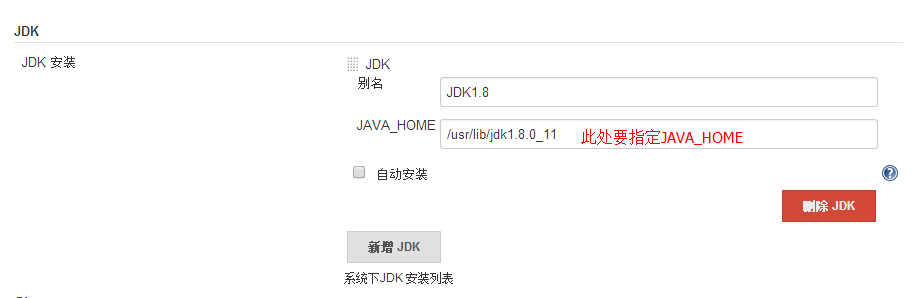 JDK
JDK 安装
JDK
别名
JDK1.8
JAVA_HOME
/usr/lib/jdk1.8.0_11 此处要指定JAVA_HOME
自动安装
删除 JDK
新增 JDK
系统下JDK 安装列表